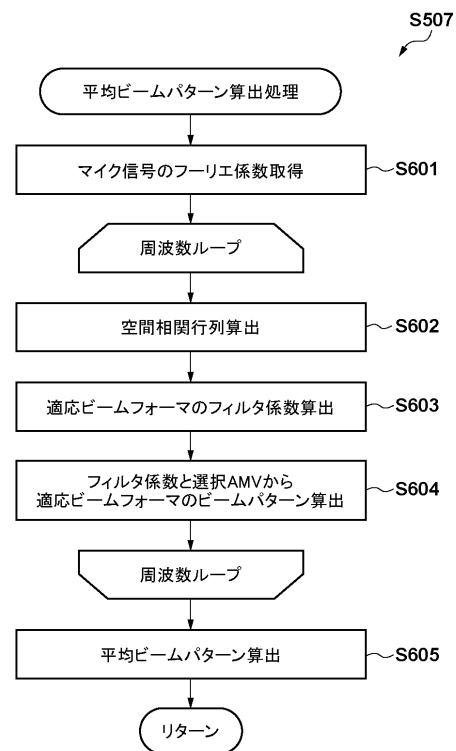 S507
平均ビームパターン算出処理
マイク信号のフーリエ係数取得
S601
周波数ループ
空間相関行列算出
S602
適応ビームフォーマのフィルタ係数算出
S603
フィルタ係数と選択AMVから
適応ビームフォーマのビームパターン算出
S604
周波数ループ
平均ビームパターン算出
S605
リターン